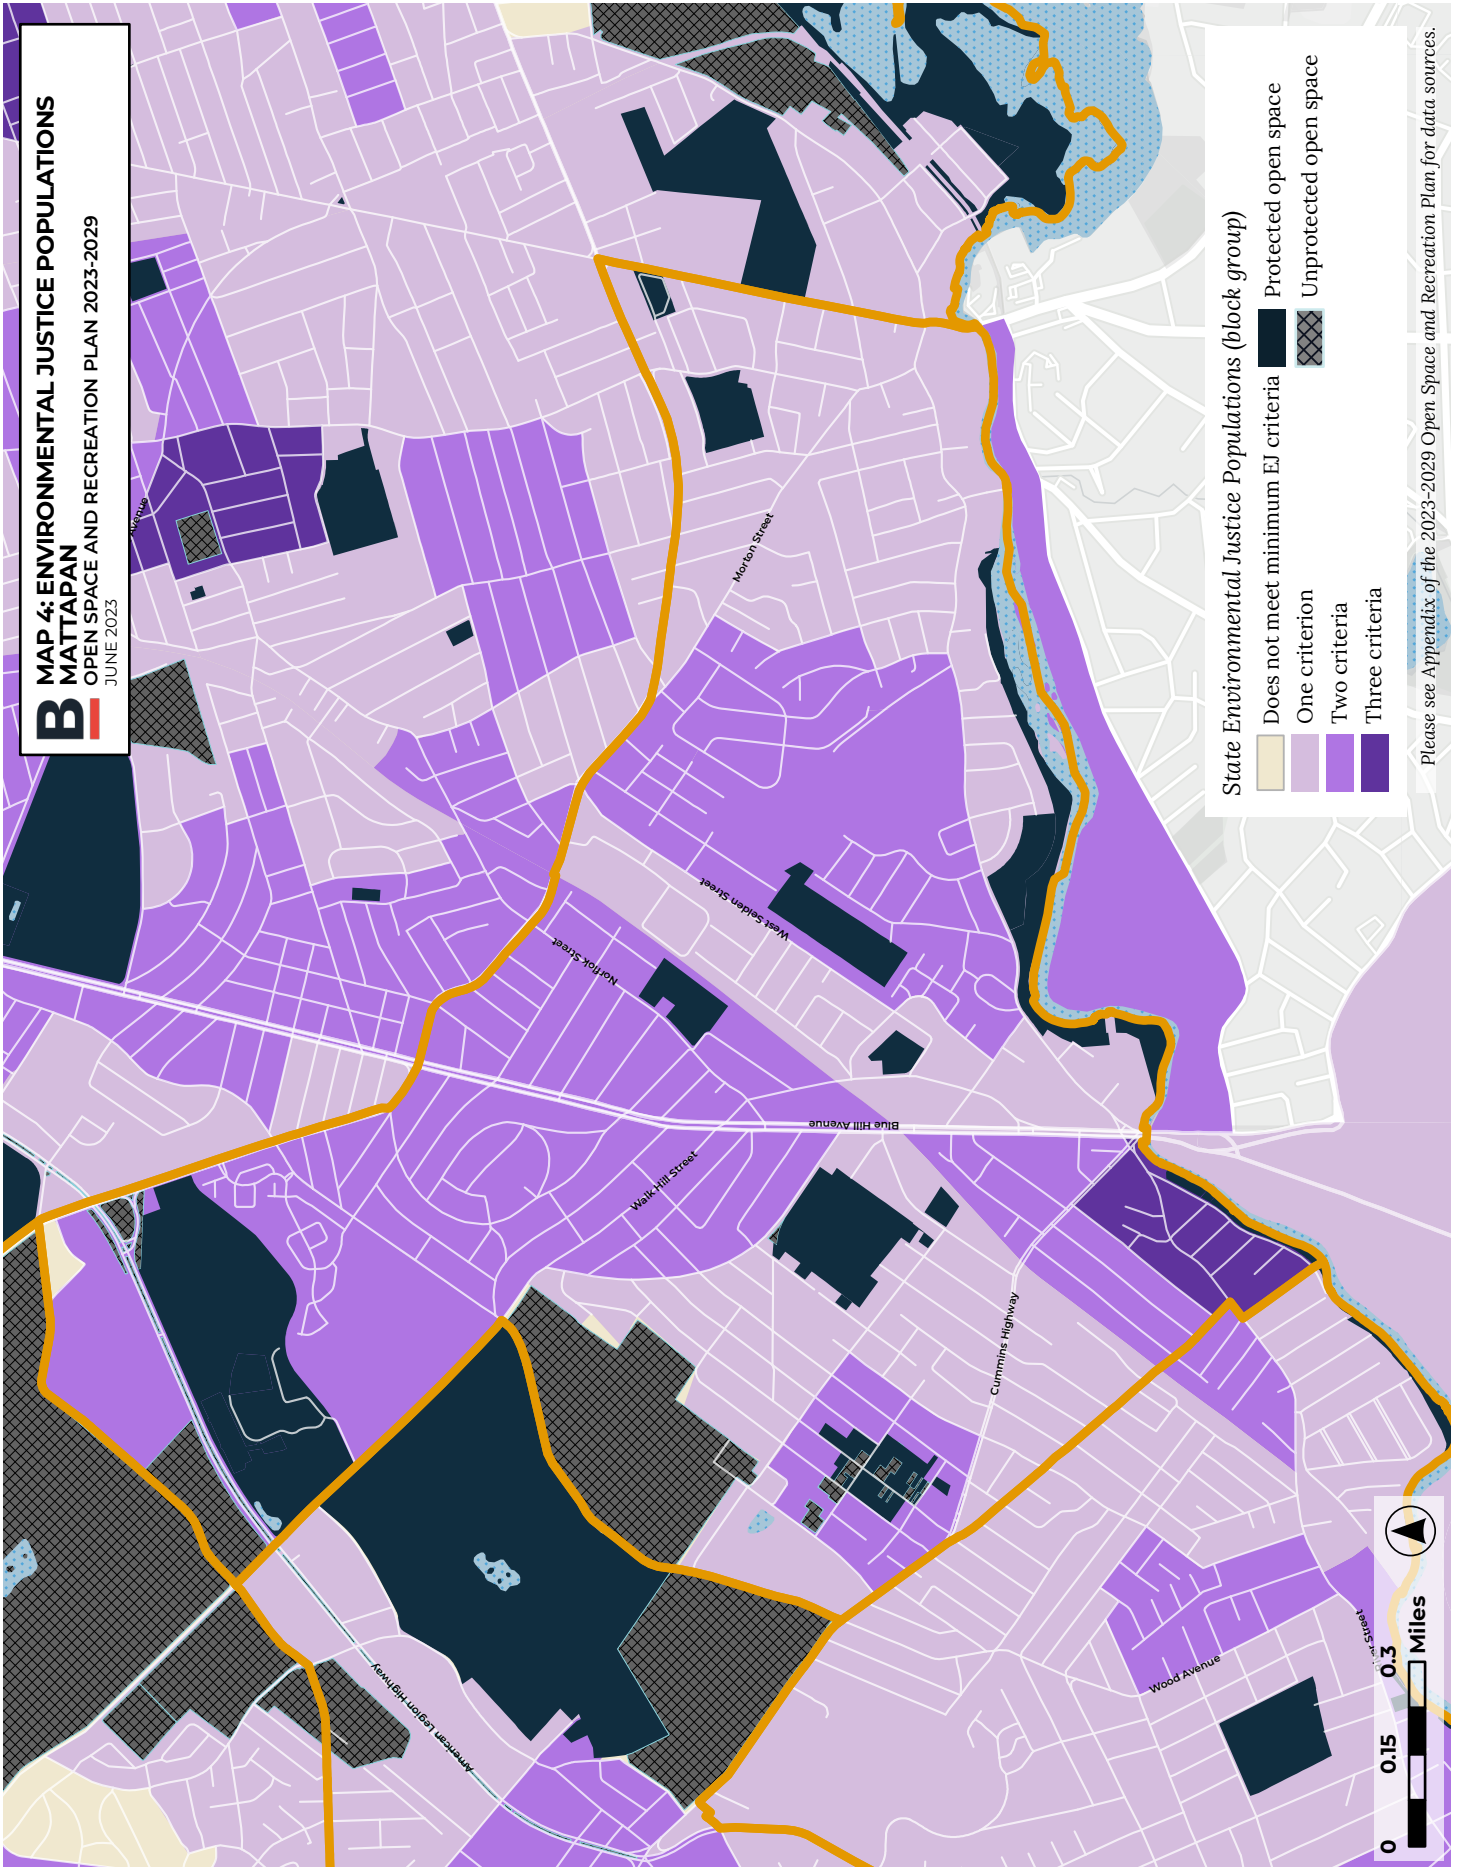 B
MAP 4: ENVIRONMENTAL JUSTICE POPULATIONS
MATTAPAN
OPEN SPACE AND RECREATION PLAN 2023-2029
JUNE 2023
Avenue
Morton Street
West Selden Street
Norflok Street
Blue Hill Avenue
Walk Hill Street
Cummins Highway
American Legion Highway
Wood Avenue
Street
State Environmental Justice Populations (block group)
Does not meet minimum EJ criteria
One criterion
Two criteria
Three criteria
Protected open space
Unprotected open space
Please see Appendix of the 2023-2029 Open Space and Recreation Plan for data sources.
0 0.15 0.3
Miles